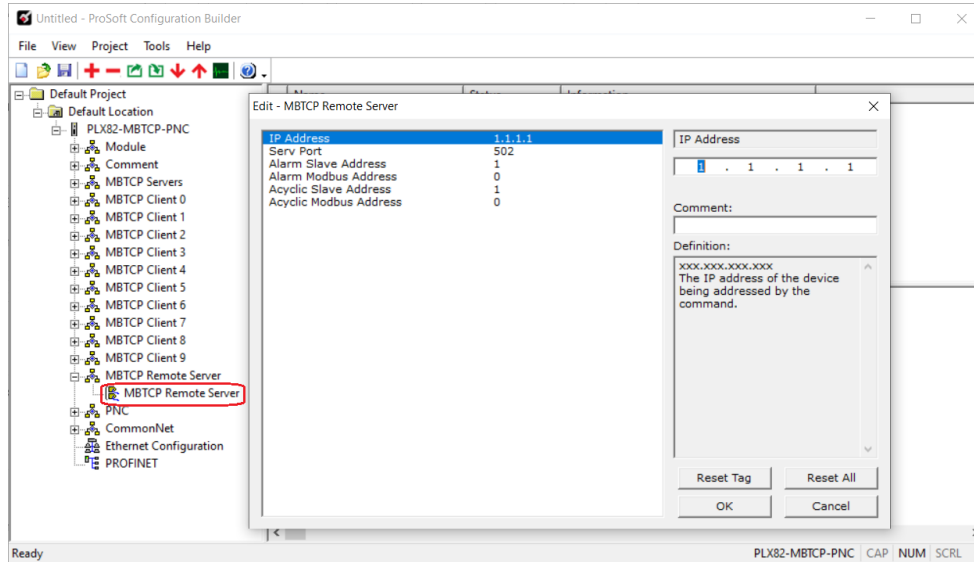 Untitled - ProSoft Configuration Builder
File View Project Tools Help
Default Project
Default Location
PLX82-MBTCP-PNC
Module
Comment
MBTCP Servers
MBTCP Client 0
MBTCP Client 1
MBTCP Client 2
MBTCP Client 3
MBTCP Client 4
MBTCP Client 5
MBTCP Client 6
MBTCP Client 7
MBTCP Client 8
MBTCP Client 9
MBTCP Remote Server
MBTCP Remote Server
PNC
CommonNet
Ethernet Configuration
PROFINET
Edit - MBTCP Remote Server
IP Address 1.1.1.1
Serv Port 502
Alarm Slave Address 1
Alarm Modbus Address 0
Acyclic Slave Address 1
Acyclic Modbus Address 0
IP Address
1 . 1 . 1 . 1
Comment:
Definition:
xxx.xxx.xxx.xxx
The IP address of the device
being addressed by the
command.
Reset Tag Reset All
OK Cancel
Ready PLX82-MBTCP-PNC CAP NUM SCRL